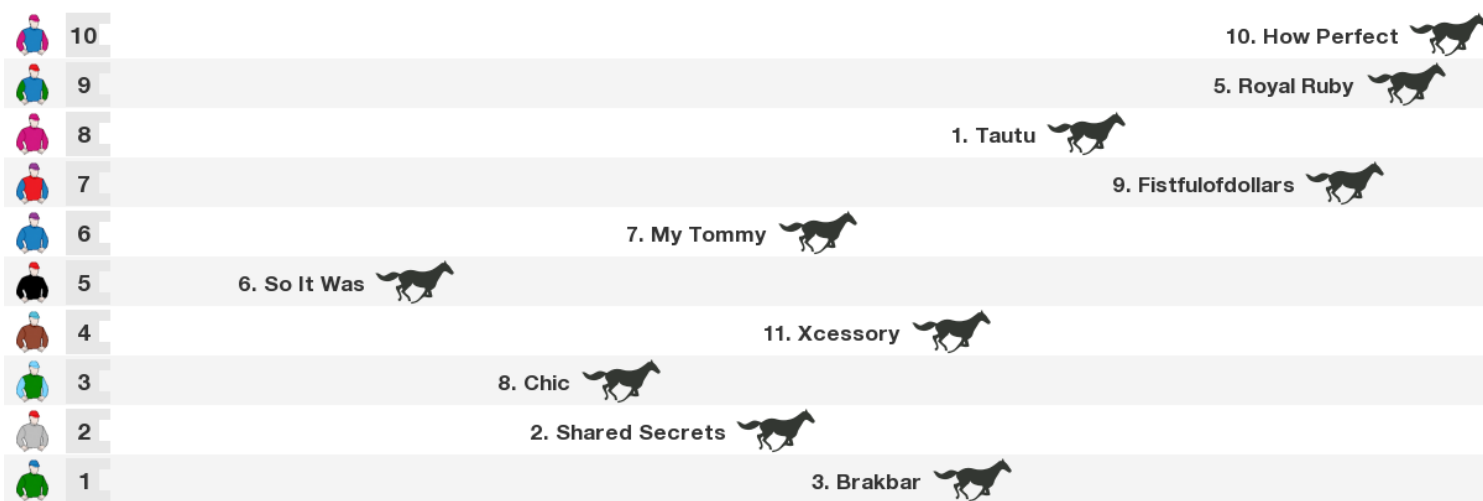 10 10. How Perfect
9 5. Royal Ruby
8 1. Tautu
7 9. Fistfulofdollars
6 7. My Tommy
5 6. So It Was
4 11. Xcessory
3 8. Chic
2 2. Shared Secrets
1 3. Brakbar